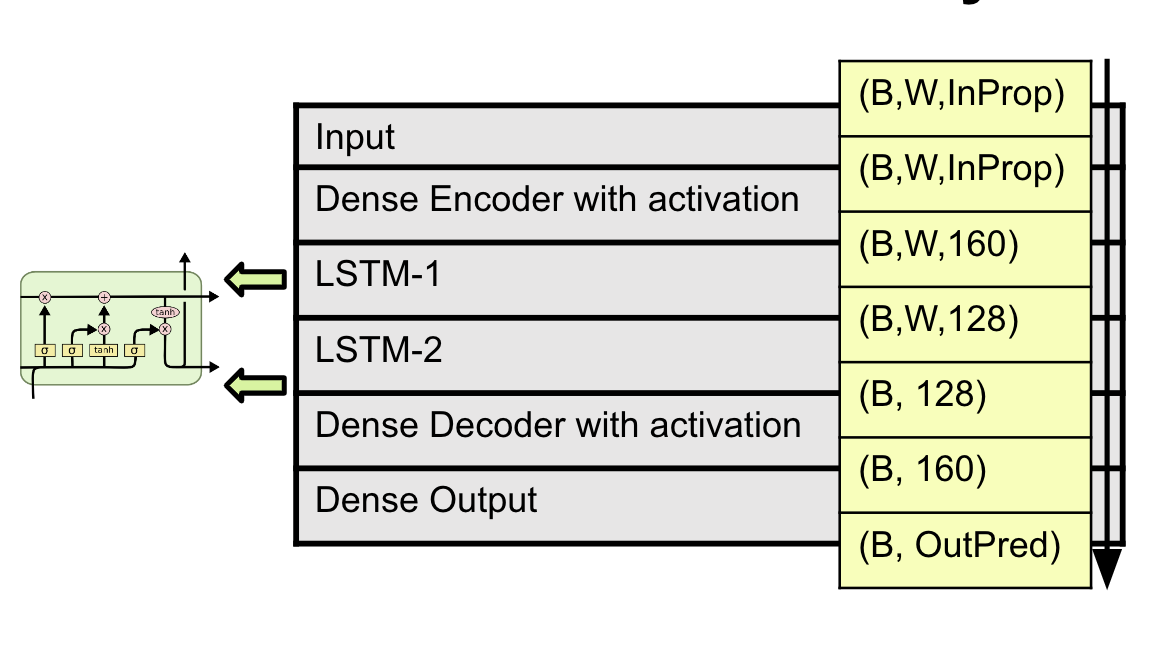 (B,W,InProp)
Input
(B,W,InProp)
Dense Encoder with activation
(B,W,160)
LSTM-1
(B,W,128)
LSTM-2
(B, 128)
Dense Decoder with activation
(B, 160)
Dense Output
(B, OutPred)
x
+
tanh
x
x
σ
σ
tanh
σ